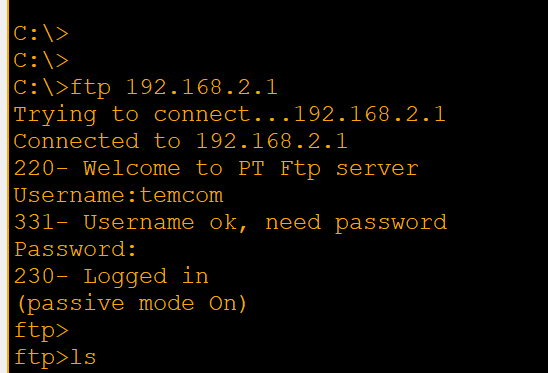 C:\>
C:\>
C:\>ftp 192.168.2.1
Trying to connect...192.168.2.1
Connected to 192.168.2.1
220- Welcome to PT Ftp server
Username:temcom
331- Username ok, need password
Password:
230- Logged in
(passive mode On)
ftp>
ftp>ls